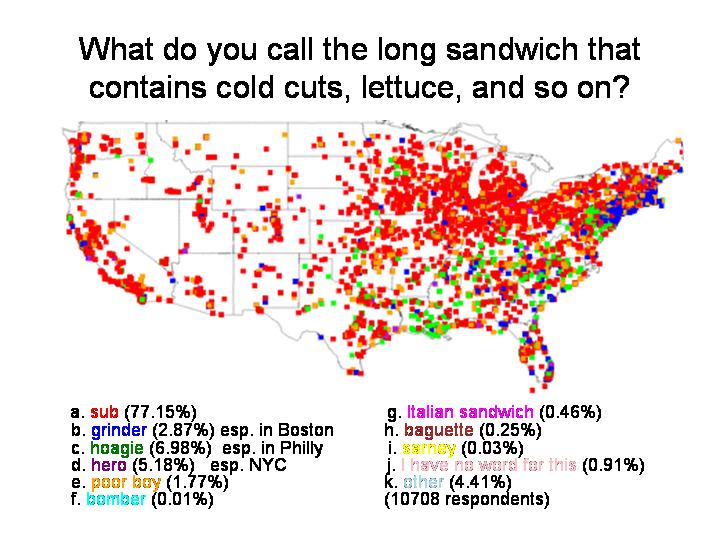 What do you call the long sandwich that
contains cold cuts, lettuce, and so on?
a. sub (77.15%)
b. grinder (2.87%) esp. in Boston
c. hoagie (6.98%) esp. in Philly
d. hero (5.18%) esp. NYC
e. poor boy (1.77%)
f. bomber (0.01%)
g. Italian sandwich (0.46%)
h. baguette (0.25%)
i. sarney (0.03%)
j. I have no word for this (0.91%)
k. other (4.41%)
(10708 respondents)